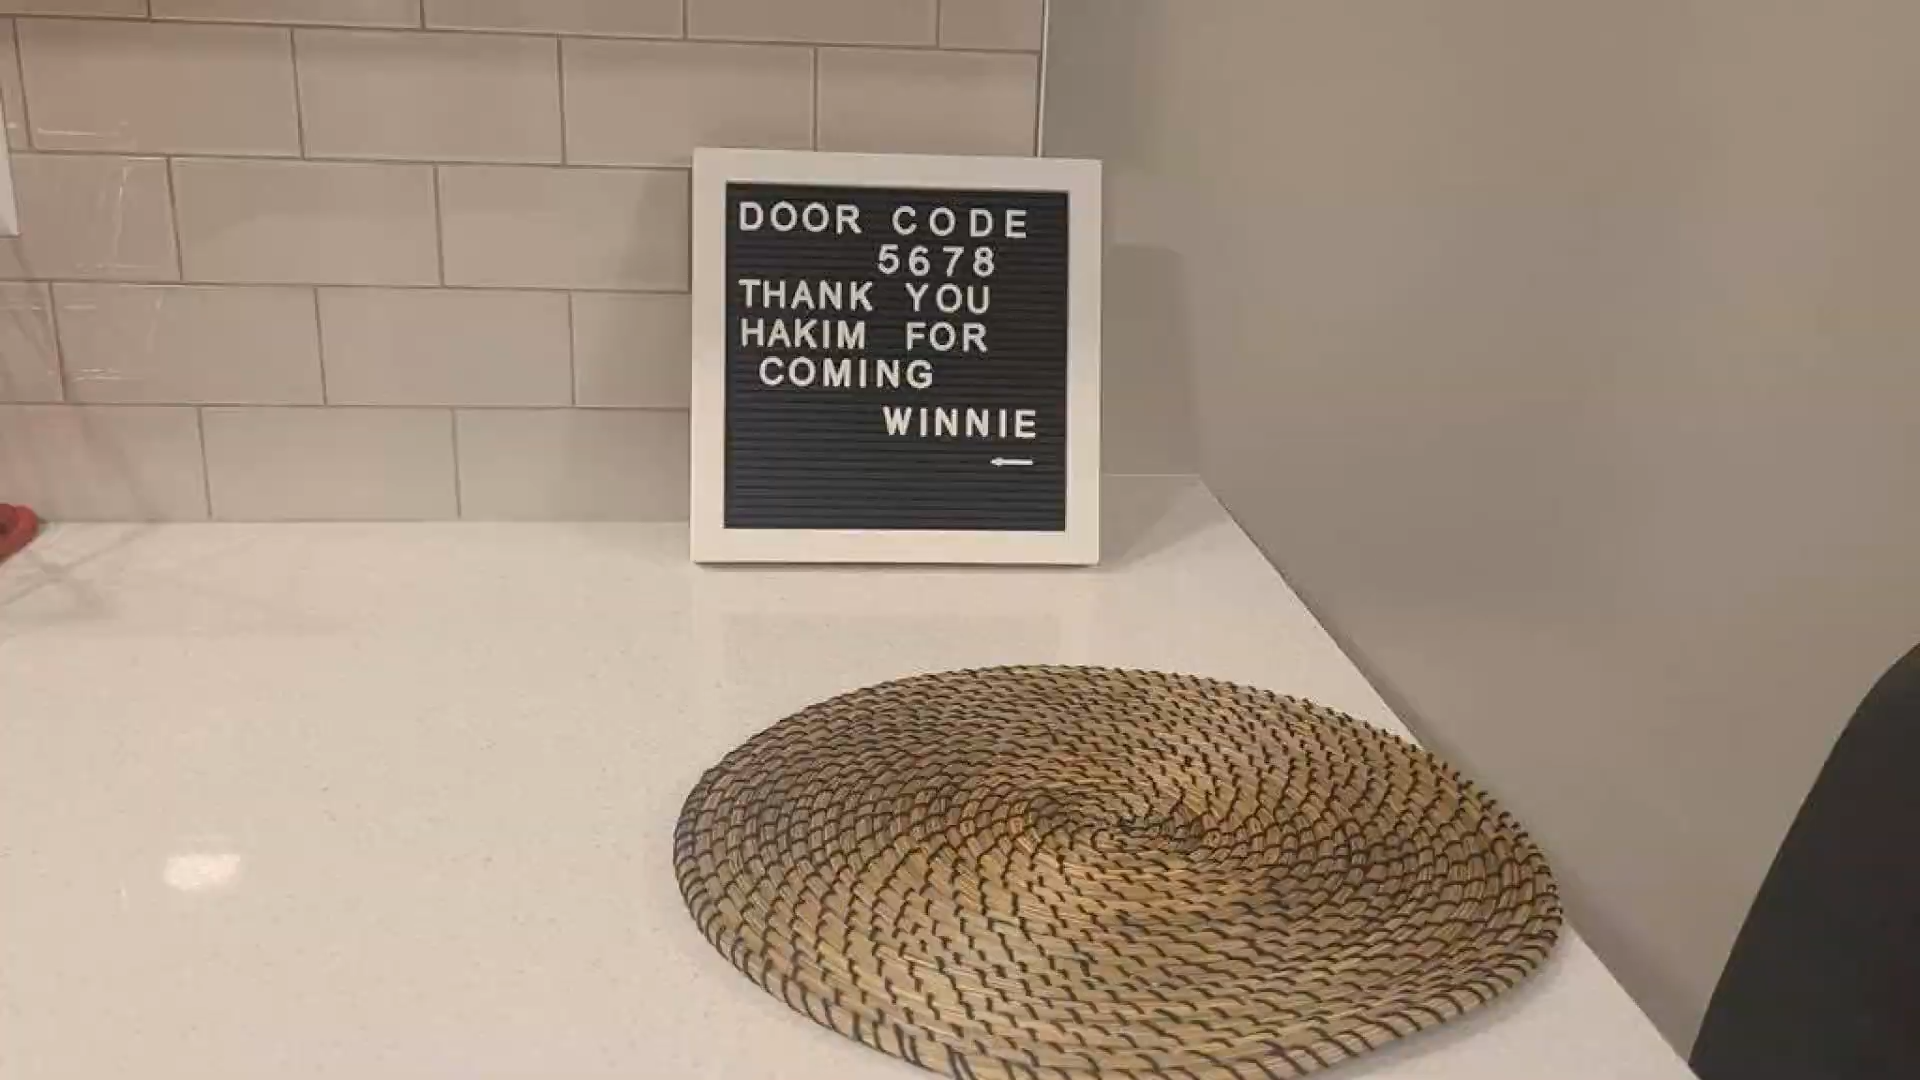 DOOR CODE
5678
THANK YOU
HAKIM FOR
COMING
WINNIE